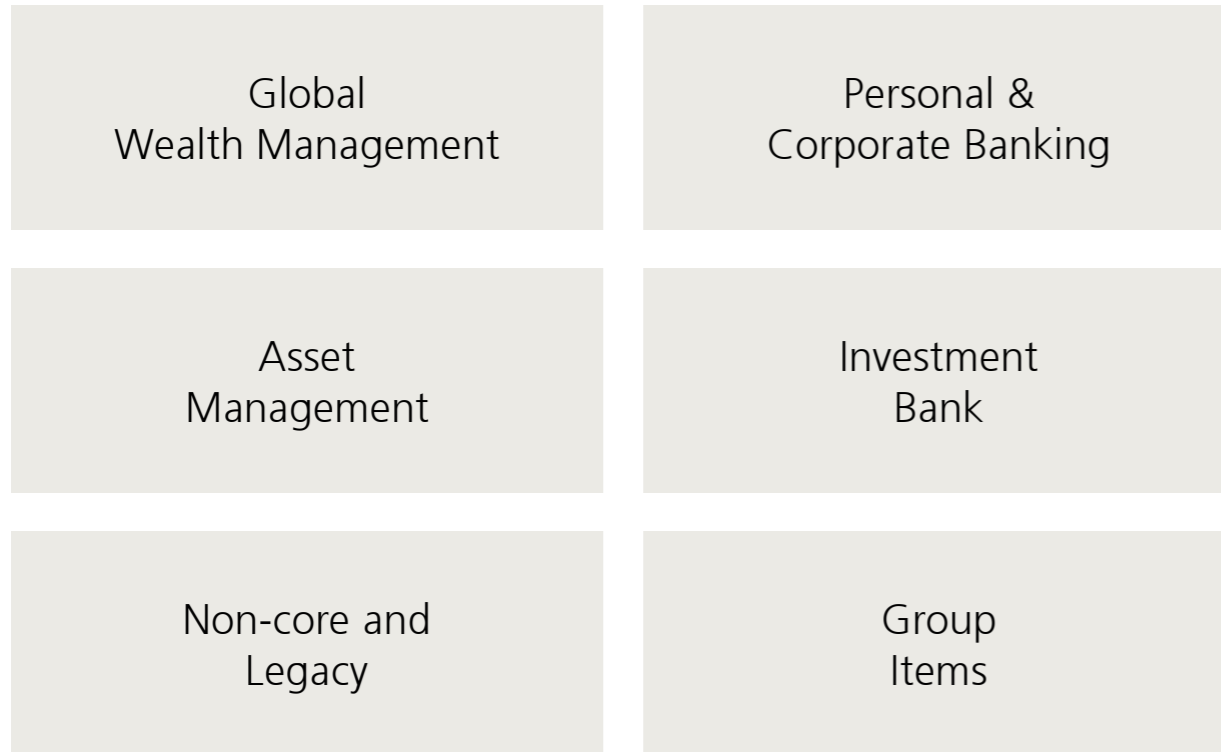 Global
Wealth Management
Personal &
Corporate Banking
Asset
Management
Investment
Bank
Non-core and
Legacy
Group
Items